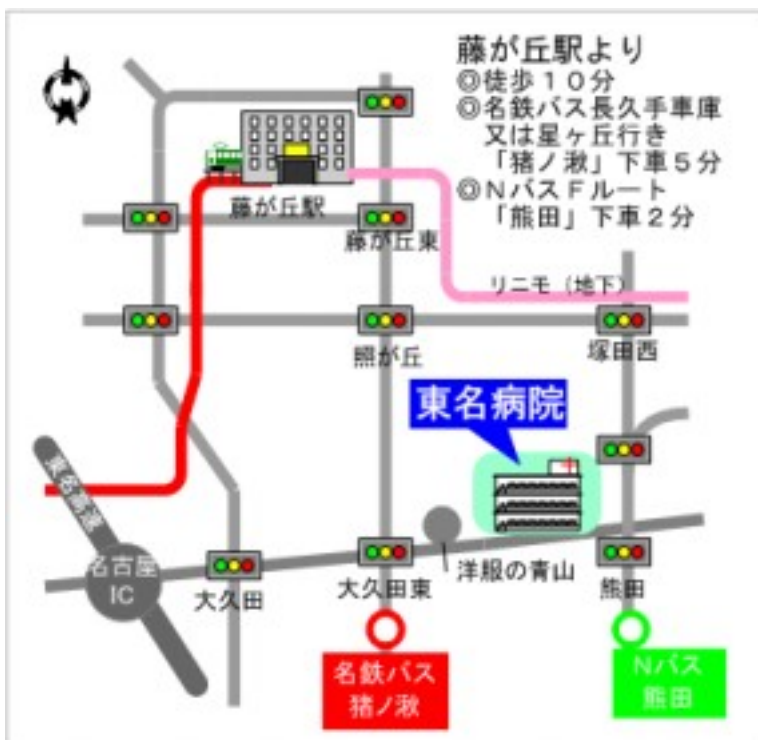 藤が丘駅より
◎徒歩10分
◎名鉄バス長久手車庫
又は星ヶ丘行き
「猪ノ湫」下車5分
◎NバスFルート
「熊田」下車2分
藤が丘駅
藤が丘東
リニモ(地下)
照が丘
塚田西
東名病院
東名高速
名古屋
IC
大久田
大久田東
洋服の青山
熊田
名鉄バス
猪ノ湫
Nバス
熊田